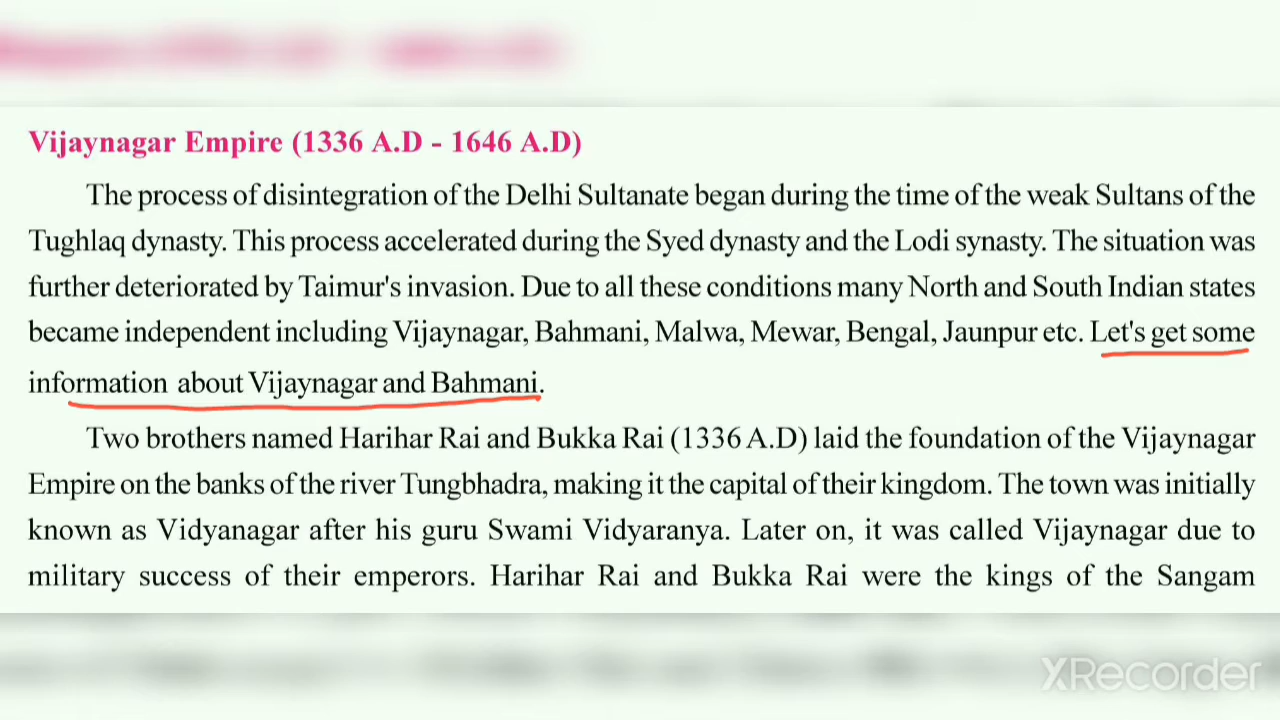 Vijaynagar Empire (1336 A.D - 1646 A.D)
The process of disintegration of the Delhi Sultanate began during the time of the weak Sultans of the
Tughlaq dynasty. This process accelerated during the Syed dynasty and the Lodi synasty. The situation was
further deteriorated by Taimur's invasion. Due to all these conditions many North and South Indian states
became independent including Vijaynagar, Bahmani, Malwa, Mewar, Bengal, Jaunpur etc. Let's get some
information about Vijaynagar and Bahmani.
Two brothers named Harihar Rai and Bukka Rai (1336 A.D) laid the foundation of the Vijaynagar
Empire on the banks of the river Tungbhadra, making it the capital of their kingdom. The town was initially
known as Vidyanagar after his guru Swami Vidyaranya. Later on, it was called Vijaynagar due to
military success of their emperors. Harihar Rai and Bukka Rai were the kings of the Sangam
XRecorder